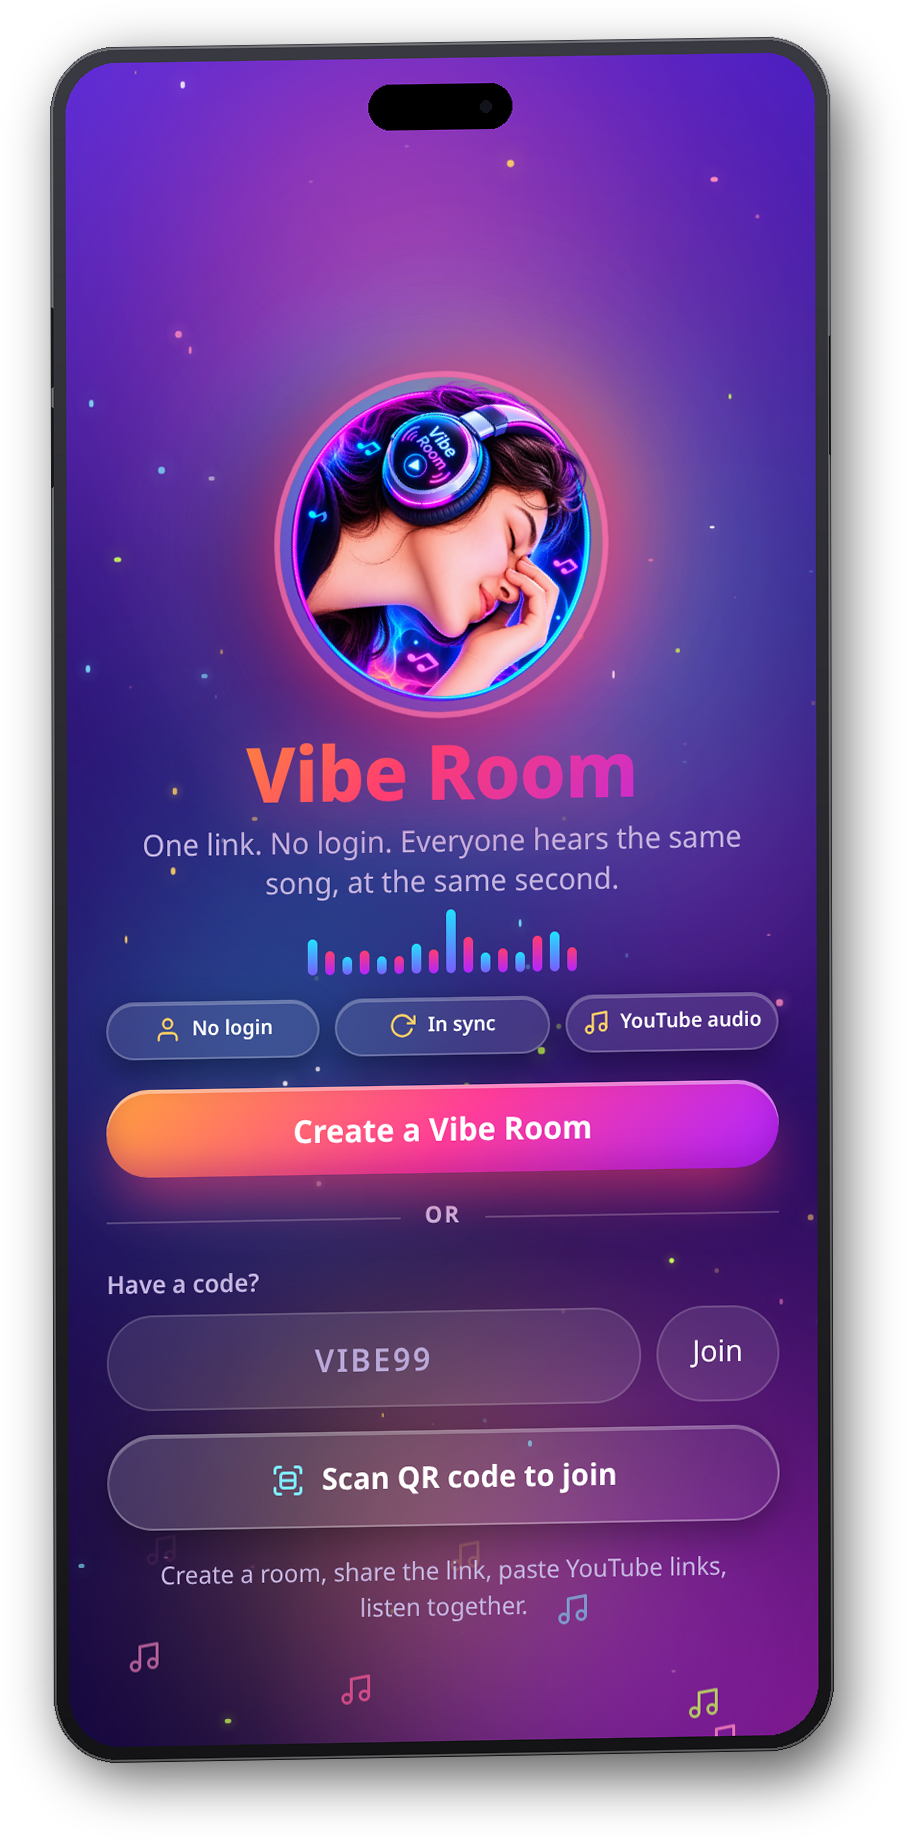 Vibe
Room
Vibe Room
One link. No login. Everyone hears the same
song, at the same second.
No login
In sync
YouTube audio
Create a Vibe Room
OR
Have a code?
VIBE99
Join
Scan QR code to join
Create a room, share the link, paste YouTube links,
listen together.